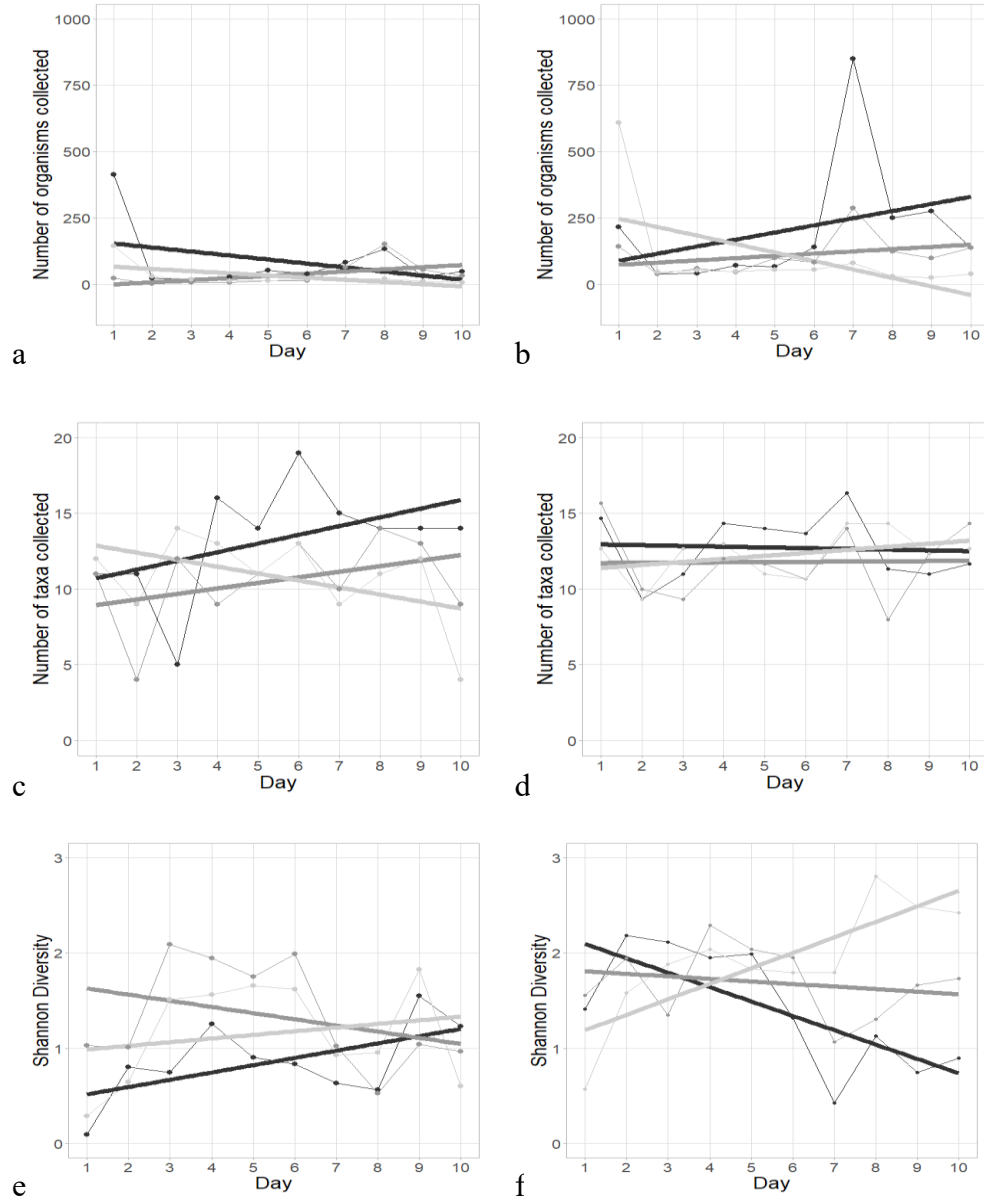 Number of organisms collected
1000
750
500
250
0
1 2 3 4 5 6 7 8 9 10
Day
a
Number of organisms collected
1000
750
500
250
0
1 2 3 4 5 6 7 8 9 10
Day
b
Number of taxa collected
20
15
10
5
0
1 2 3 4 5 6 7 8 9 10
Day
c
Number of taxa collected
20
15
10
5
0
1 2 3 4 5 6 7 8 9 10
Day
d
Shannon Diversity
3
2
1
0
1 2 3 4 5 6 7 8 9 10
Day
e
Shannon Diversity
3
2
1
0
1 2 3 4 5 6 7 8 9 10
Day
f